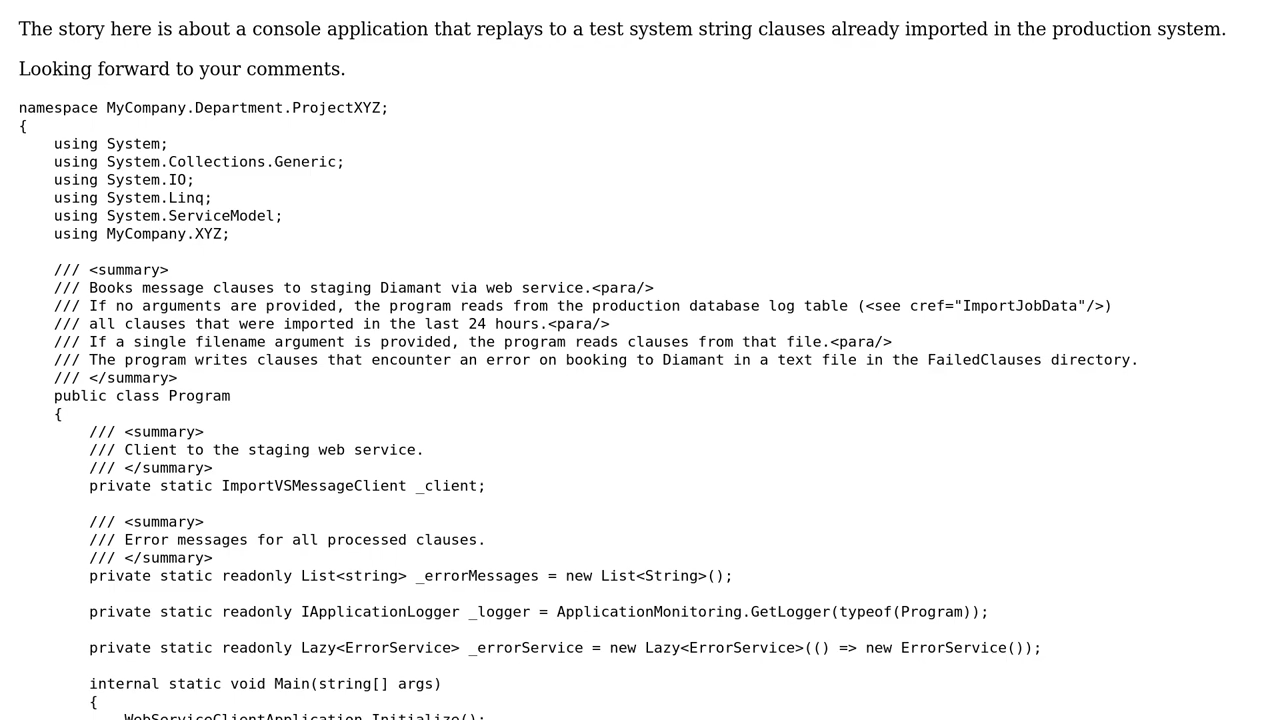 The story here is about a console application that replays to a test system string clauses already imported in the production system.
Looking forward to your comments.
namespace MyCompany.Department.ProjectXYZ;
{
    using System;
    using System.Collections.Generic;
    using System.IO;
    using System.Linq;
    using System.ServiceModel;
    using MyCompany.XYZ;

    /// <summary>
    /// Books message clauses to staging Diamant via web service.<para/>
    /// If no arguments are provided, the program reads from the production database log table (<see cref="ImportJobData"/>)
    /// all clauses that were imported in the last 24 hours.<para/>
    /// If a single filename argument is provided, the program reads clauses from that file.<para/>
    /// The program writes clauses that encounter an error on booking to Diamant in a text file in the FailedClauses directory.
    /// </summary>
    public class Program
    {
        /// <summary>
        /// Client to the staging web service.
        /// </summary>
        private static ImportVSMessageClient _client;

        /// <summary>
        /// Error messages for all processed clauses.
        /// </summary>
        private static readonly List<string> _errorMessages = new List<String>();

        private static readonly IApplicationLogger _logger = ApplicationMonitoring.GetLogger(typeof(Program));

        private static readonly Lazy<ErrorService> _errorService = new Lazy<ErrorService>(() => new ErrorService());

        internal static void Main(string[] args)
        {
            WebServiceClientApplication.Initialize();